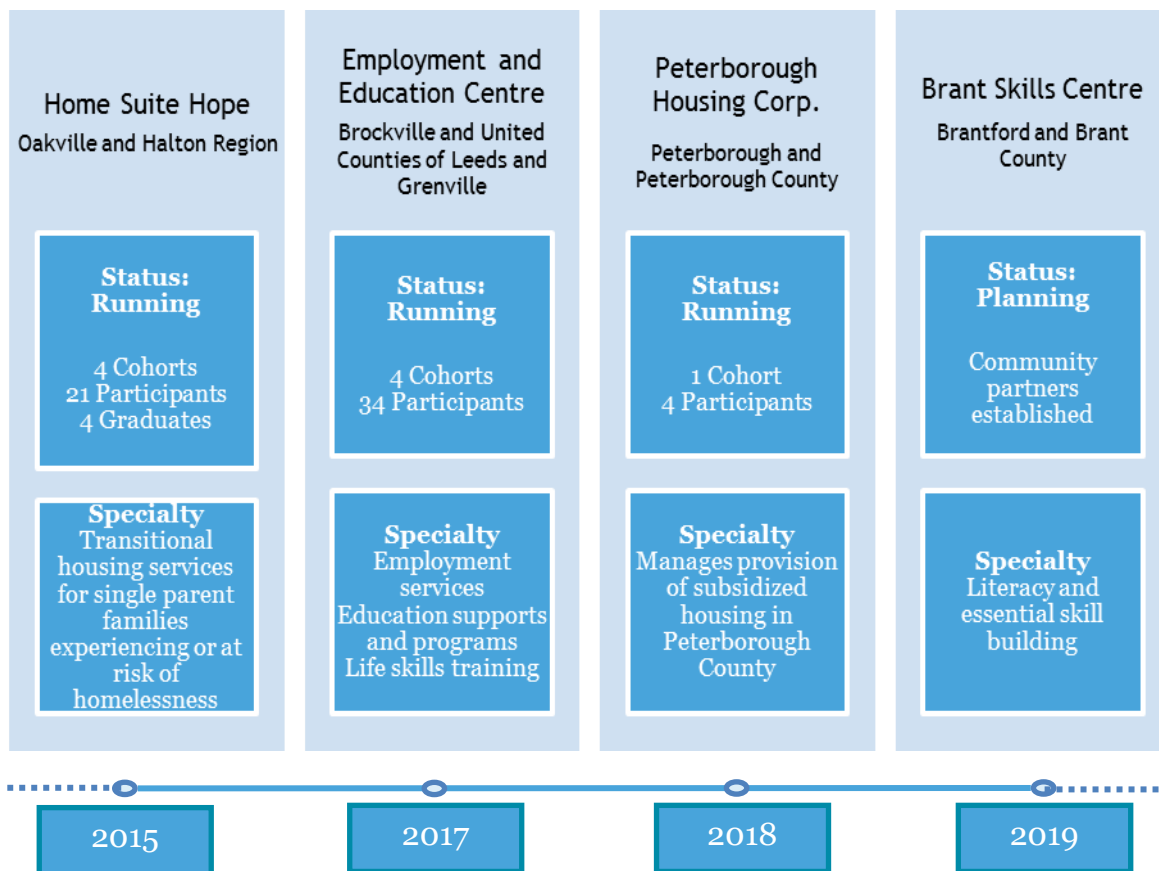 Home Suite Hope
Oakville and Halton Region
Status:
Running
4 Cohorts
21 Participants
4 Graduates
Specialty
Transitional
housing services
for single parent
families
experiencing or at
risk of
homelessness
Employment and
Education Centre
Brockville and United
Counties of Leeds and
Grenville
Status:
Running
4 Cohorts
34 Participants
Specialty
Employment
services
Education supports
and programs
Life skills training
Peterborough
Housing Corp.
Peterborough and
Peterborough County
Status:
Running
1 Cohort
4 Participants
Specialty
Manages provision
of subsidized
housing in
Peterborough
County
Brant Skills Centre
Brantford and Brant
County
Status:
Planning
Community
partners
established
Specialty
Literacy and
essential skill
building
2015
2017
2018
2019